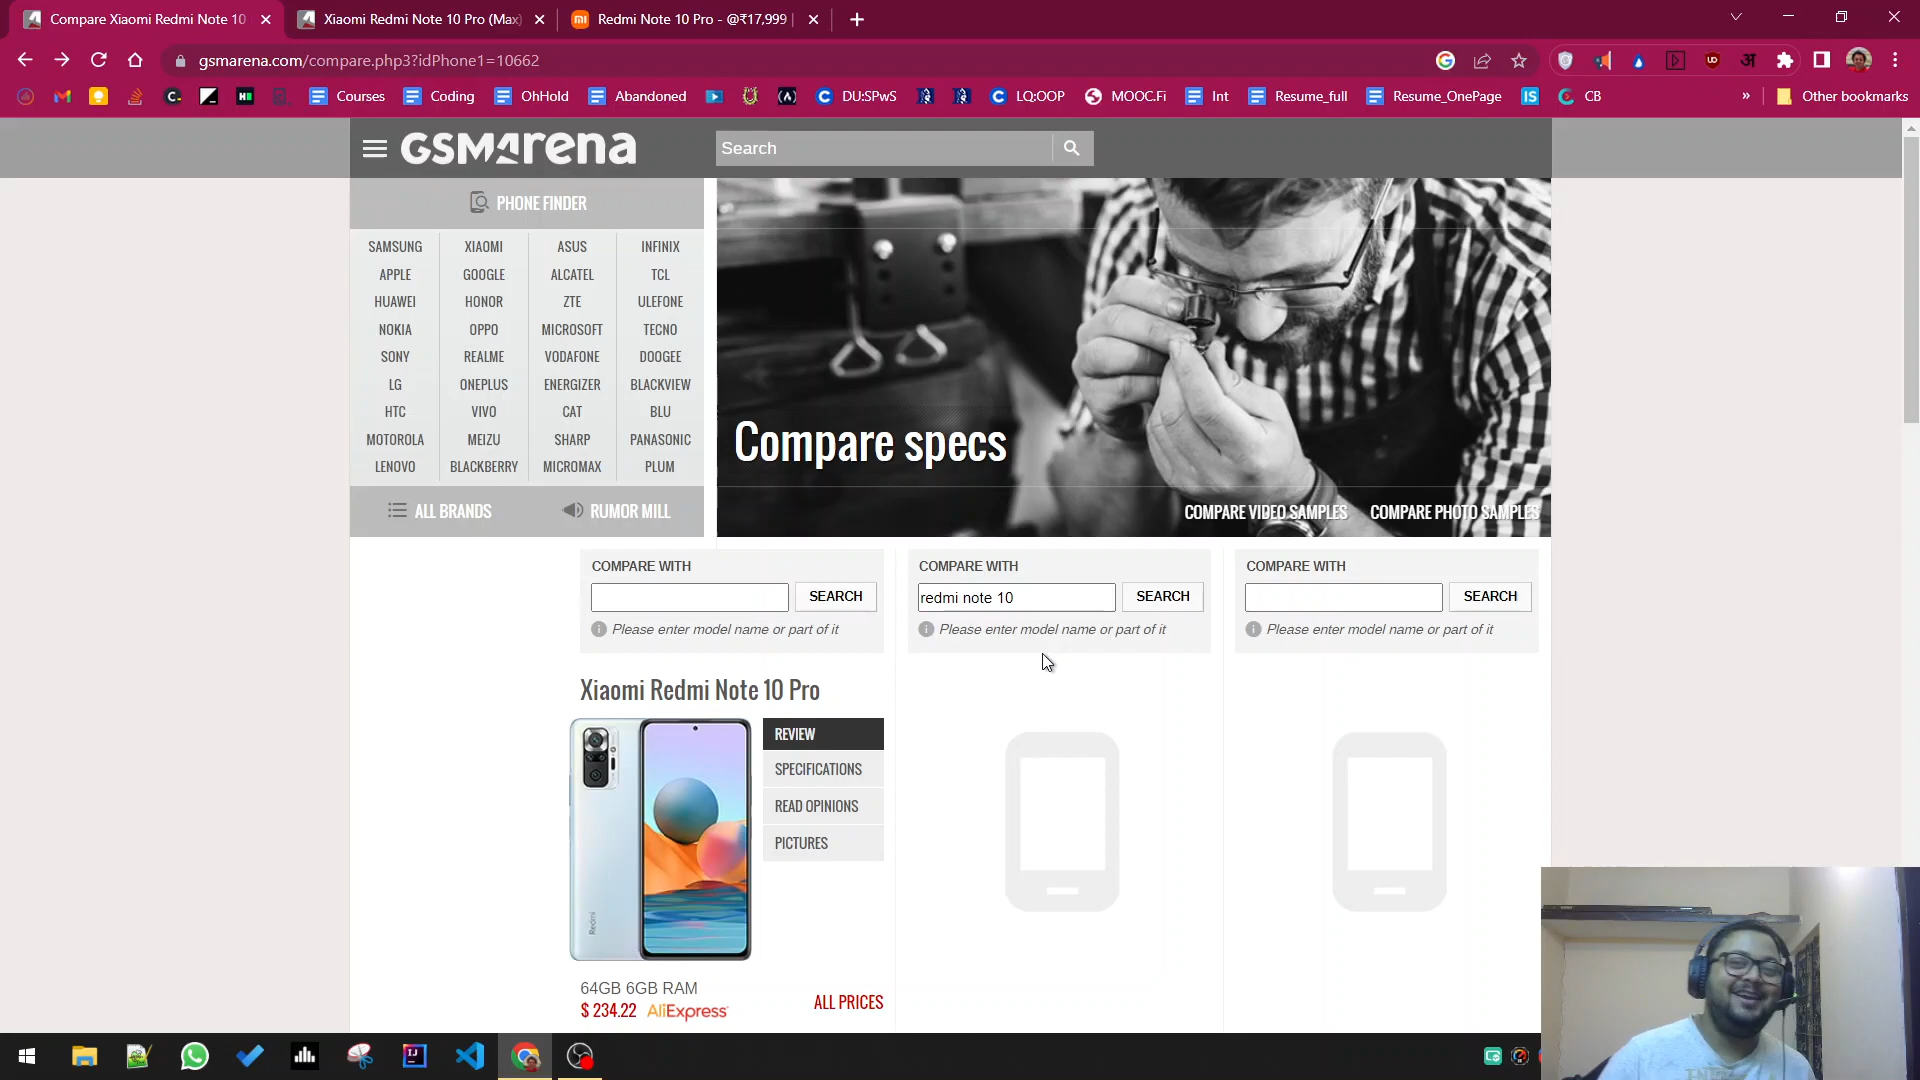 Compare Xiaomi Redmi Note 10
Xiaomi Redmi Note 10 Pro (Max)
Redmi Note 10 Pro - @₹17,999 |
gsmarena.com/compare.php3?idPhone1=10662
Courses
Coding
OhHold
Abandoned
DU:SPwS
LQ:OOP
MOOC.Fi
Int
Resume_full
Resume_OnePage
CB
»
Other bookmarks
GSMArena
Search
PHONE FINDER
SAMSUNG XIAOMI ASUS INFINIX
APPLE GOOGLE ALCATEL TCL
HUAWEI HONOR ZTE ULEFONE
NOKIA OPPO MICROSOFT TECNO
SONY REALME VODAFONE DOOGEE
LG ONEPLUS ENERGIZER BLACKVIEW
HTC VIVO CAT BLU
MOTOROLA MEIZU SHARP PANASONIC
LENOVO BLACKBERRY MICROMAX PLUM
ALL BRANDS RUMOR MILL
Compare specs
COMPARE VIDEO SAMPLES COMPARE PHOTO SAMPLES
COMPARE WITH
SEARCH
Please enter model name or part of it
COMPARE WITH
redmi note 10 SEARCH
Please enter model name or part of it
COMPARE WITH
SEARCH
Please enter model name or part of it
Xiaomi Redmi Note 10 Pro
REVIEW
SPECIFICATIONS
READ OPINIONS
PICTURES
Redmi
64GB 6GB RAM
$ 234.22 AliExpress
ALL PRICES